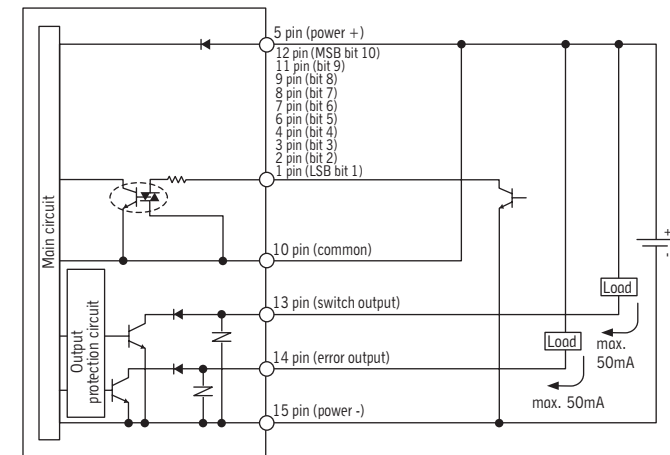 5 pin (power +)
12 pin (MSB bit 10)
11 pin (bit 9)
9 pin (bit 8)
8 pin (bit 7)
7 pin (bit 6)
6 pin (bit 5)
4 pin (bit 4)
3 pin (bit 3)
2 pin (bit 2)
1 pin (LSB bit 1)
Main circuit
10 pin (common)
+
-
Output
protection circuit
13 pin (switch output)
Load
max.
50mA
14 pin (error output)
Load
max. 50mA
15 pin (power -)